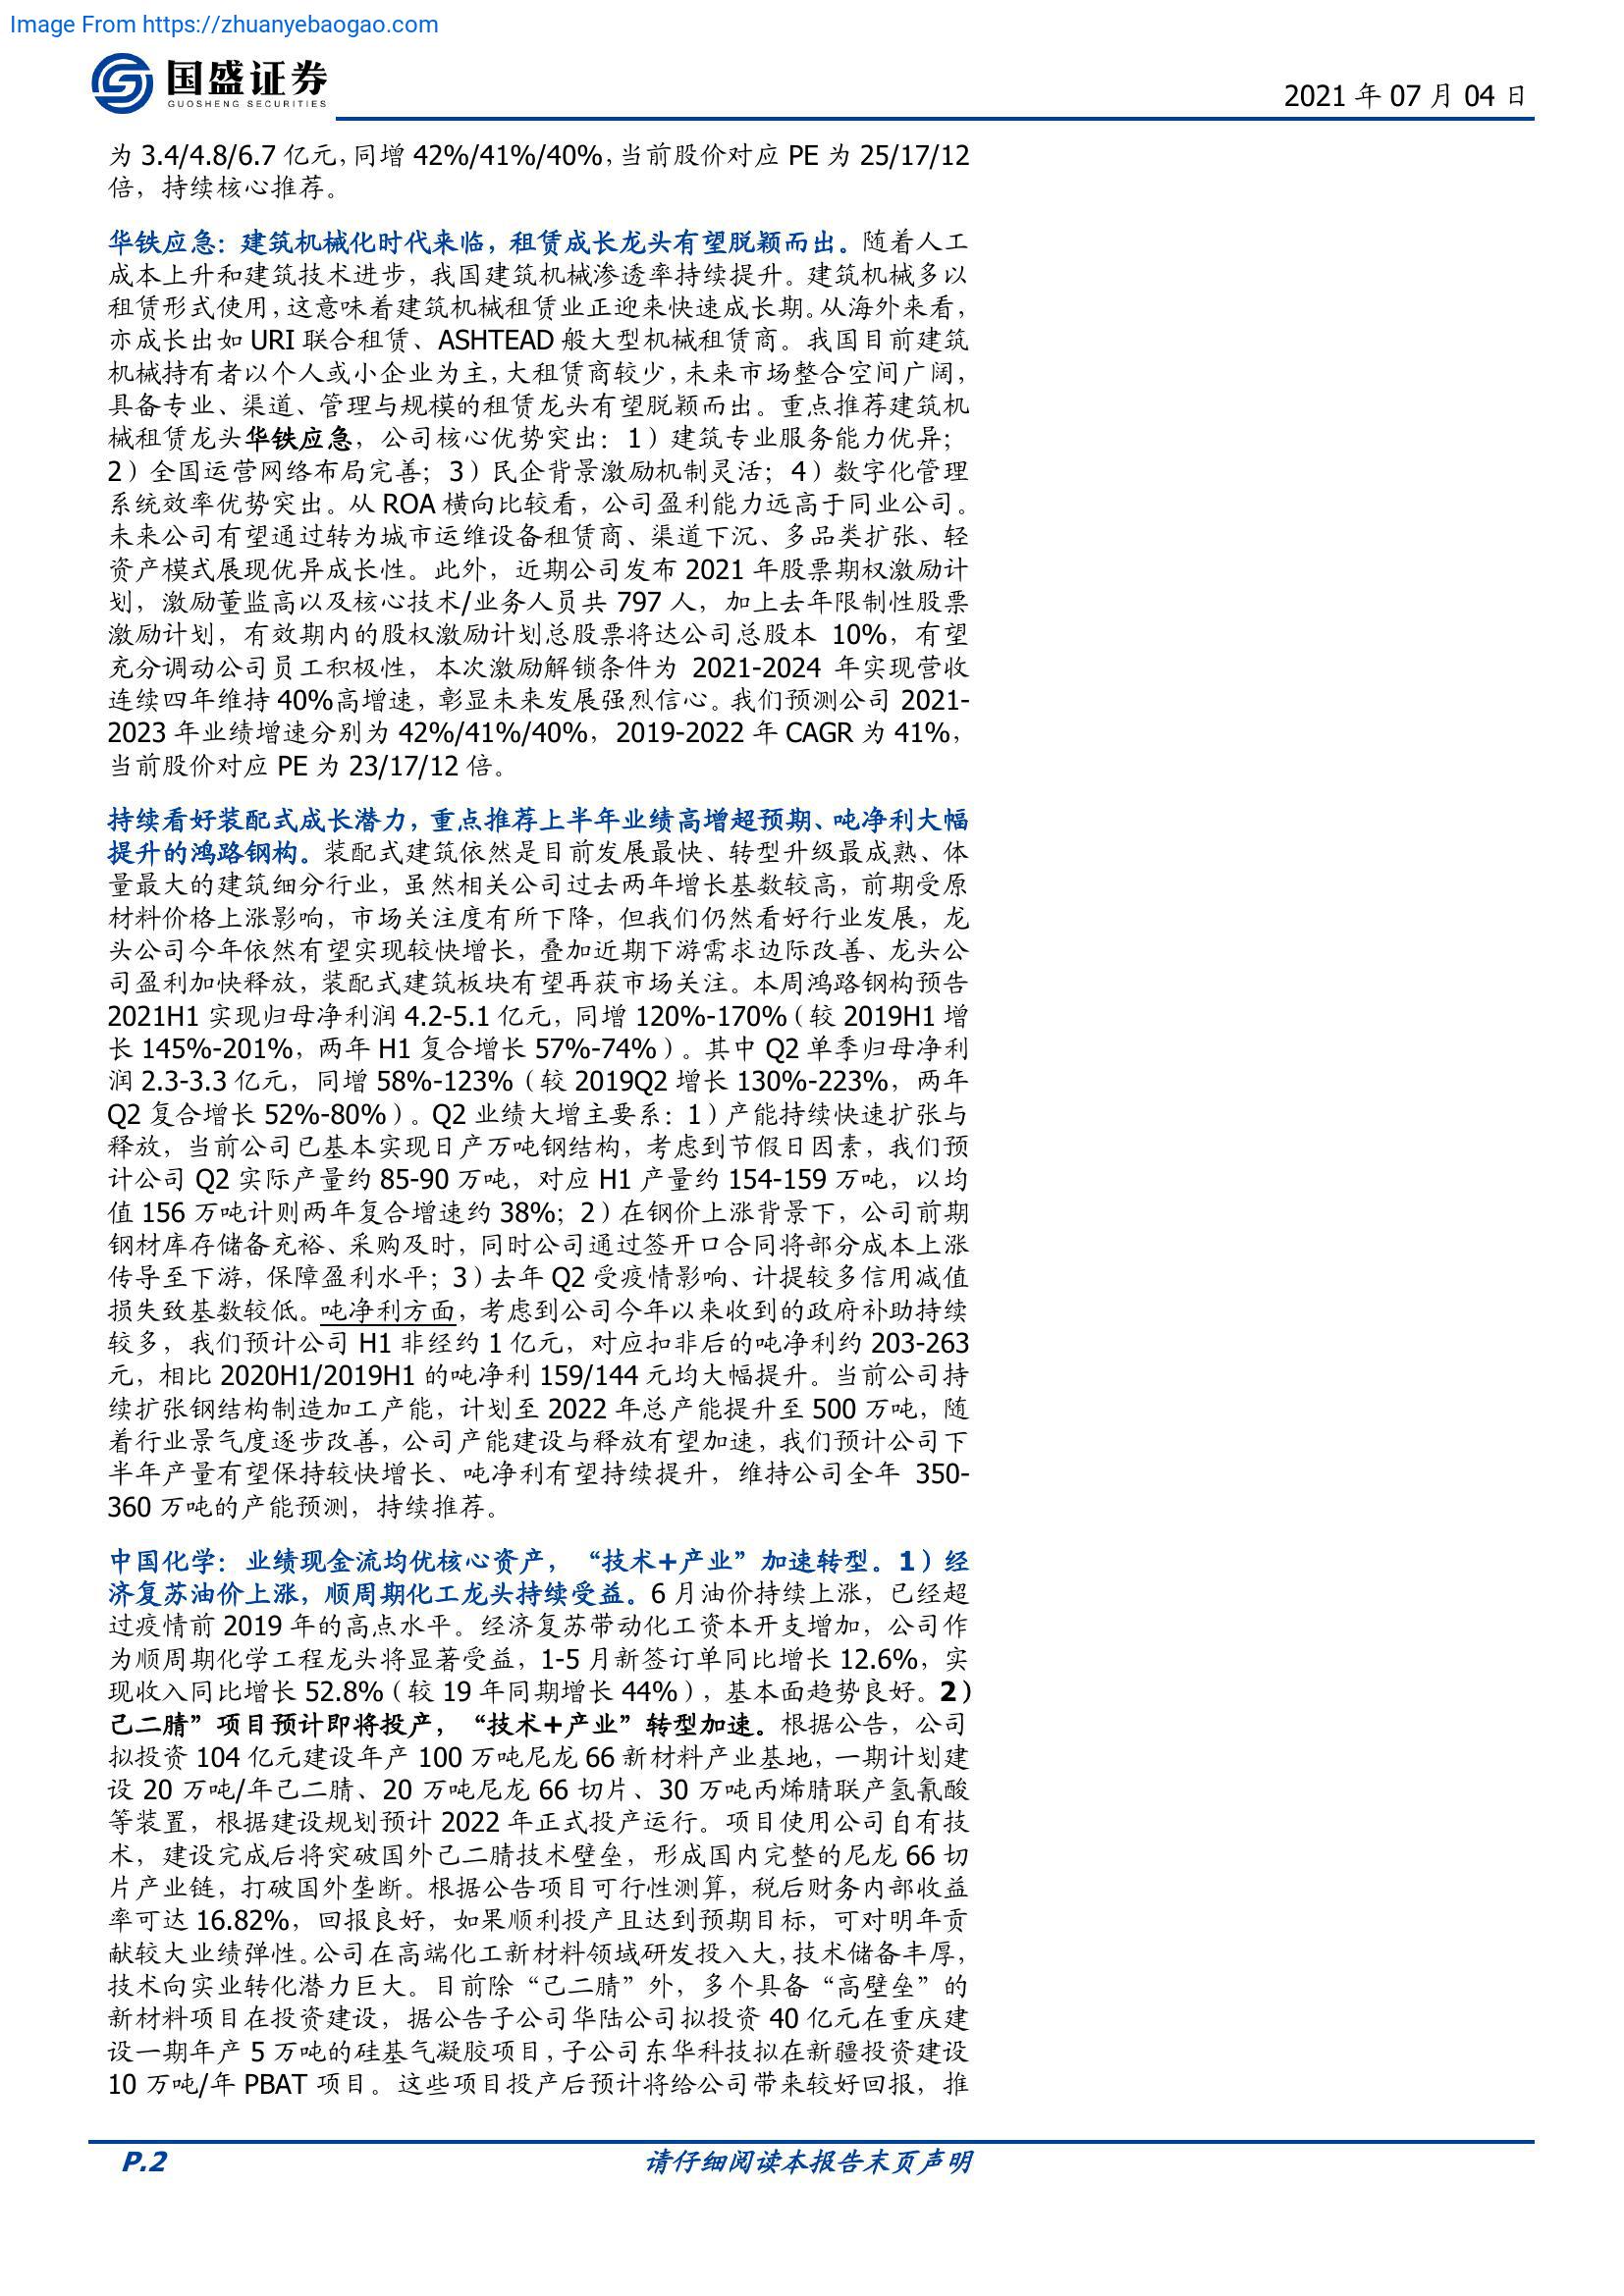 Image From https://zhuanyebaogao.com
国盛证券
GUOSHENG SECURITIES
2021 年 07 月 04 日
为 3.4/4.8/6.7 亿元，同增 42%/41%/40%，当前股价对应 PE 为 25/17/12
倍，持续核心推荐。
华铁应急：建筑机械化时代来临，租赁成长龙头有望脱颖而出。随着人工
成本上升和建筑技术进步，我国建筑机械渗透率持续提升。建筑机械多以
租赁形式使用，这意味着建筑机械租赁业正迎来快速成长期。从海外来看，
亦成长出如 URI 联合租赁、ASHTEAD 般大型机械租赁商。我国目前建筑
机械持有者以个人或小企业为主，大租赁商较少，未来市场整合空间广阔，
具备专业、渠道、管理与规模的租赁龙头有望脱颖而出。重点推荐建筑机
械租赁龙头华铁应急，公司核心优势突出：1）建筑专业服务能力优异；
2）全国运营网络布局完善；3）民企背景激励机制灵活；4）数字化管理
系统效率优势突出。从 ROA 横向比较看，公司盈利能力远高于同业公司。
未来公司有望通过转为城市运维设备租赁商、渠道下沉、多品类扩张、轻
资产模式展现优异成长性。此外，近期公司发布 2021 年股票期权激励计
划，激励董监高以及核心技术/业务人员共 797 人，加上去年限制性股票
激励计划，有效期内的股权激励计划总股票将达公司总股本 10%，有望
充分调动公司员工积极性，本次激励解锁条件为 2021-2024 年实现营收
连续四年维持 40%高增速，彰显未来发展强烈信心。我们预测公司 2021-
2023 年业绩增速分别为 42%/41%/40%，2019-2022 年 CAGR 为 41%，
当前股价对应 PE 为 23/17/12 倍。
持续看好装配式成长潜力，重点推荐上半年业绩高增超预期、吨净利大幅
提升的鸿路钢构。装配式建筑依然是目前发展最快、转型升级最成熟、体
量最大的建筑细分行业，虽然相关公司过去两年增长基数较高，前期受原
材料价格上涨影响，市场关注度有所下降，但我们仍然看好行业发展，龙
头公司今年依然有望实现较快增长，叠加近期下游需求边际改善、龙头公
司盈利加快释放，装配式建筑板块有望再获市场关注。本周鸿路钢构预告
2021H1 实现归母净利润 4.2-5.1 亿元，同增 120%-170%（较 2019H1 增
长 145%-201%，两年 H1 复合增长 57%-74%）。其中 Q2 单季归母净利
润 2.3-3.3 亿元，同增 58%-123%（较 2019Q2 增长 130%-223%，两年
Q2 复合增长 52%-80%）。Q2 业绩大增主要系：1）产能持续快速扩张与
释放，当前公司已基本实现日产万吨钢结构，考虑到节假日因素，我们预
计公司 Q2 实际产量约 85-90 万吨，对应 H1 产量约 154-159 万吨，以均
值 156 万吨计则两年复合增速约 38%；2）在钢价上涨背景下，公司前期
钢材库存储备充裕、采购及时，同时公司通过签开口合同将部分成本上涨
传导至下游，保障盈利水平；3）去年 Q2 受疫情影响、计提较多信用减值
损失致基数较低。吨净利方面，考虑到公司今年以来收到的政府补助持续
较多，我们预计公司 H1 非经约 1 亿元，对应扣非后的吨净利约 203-263
元，相比 2020H1/2019H1 的吨净利 159/144 元均大幅提升。当前公司持
续扩张钢结构制造加工产能，计划至 2022 年总产能提升至 500 万吨，随
着行业景气度逐步改善，公司产能建设与释放有望加速，我们预计公司下
半年产量有望保持较快增长、吨净利有望持续提升，维持公司全年 350-
360 万吨的产能预测，持续推荐。
中国化学：业绩现金流均优核心资产，“技术+产业”加速转型。1）经
济复苏油价上涨，顺周期化工龙头持续受益。6 月油价持续上涨，已经超
过疫情前 2019 年的高点水平。经济复苏带动化工资本开支增加，公司作
为顺周期化学工程龙头将显著受益，1-5 月新签订单同比增长 12.6%，实
现收入同比增长 52.8%（较 19 年同期增长 44%），基本面趋势良好。2）
己二腈”项目预计即将投产，“技术+产业”转型加速。根据公告，公司
拟投资 104 亿元建设年产 100 万吨尼龙 66 新材料产业基地，一期计划建
设 20 万吨/年己二腈、20 万吨尼龙 66 切片、30 万吨丙烯腈联产氢氰酸
等装置，根据建设规划预计 2022 年正式投产运行。项目使用公司自有技
术，建设完成后将突破国外己二腈技术壁垒，形成国内完整的尼龙 66 切
片产业链，打破国外垄断。根据公告项目可行性测算，税后财务内部收益
率可达 16.82%，回报良好，如果顺利投产且达到预期目标，可对明年贡
献较大业绩弹性。公司在高端化工新材料领域研发投入大，技术储备丰厚，
技术向实业转化潜力巨大。目前除“己二腈”外，多个具备“高壁垒”的
新材料项目在投资建设，据公告子公司华陆公司拟投资 40 亿元在重庆建
设一期年产 5 万吨的硅基气凝胶项目，子公司东华科技拟在新疆投资建设
10 万吨/年 PBAT 项目。这些项目投产后预计将给公司带来较好回报，推
P.2
请仔细阅读本报告末页声明